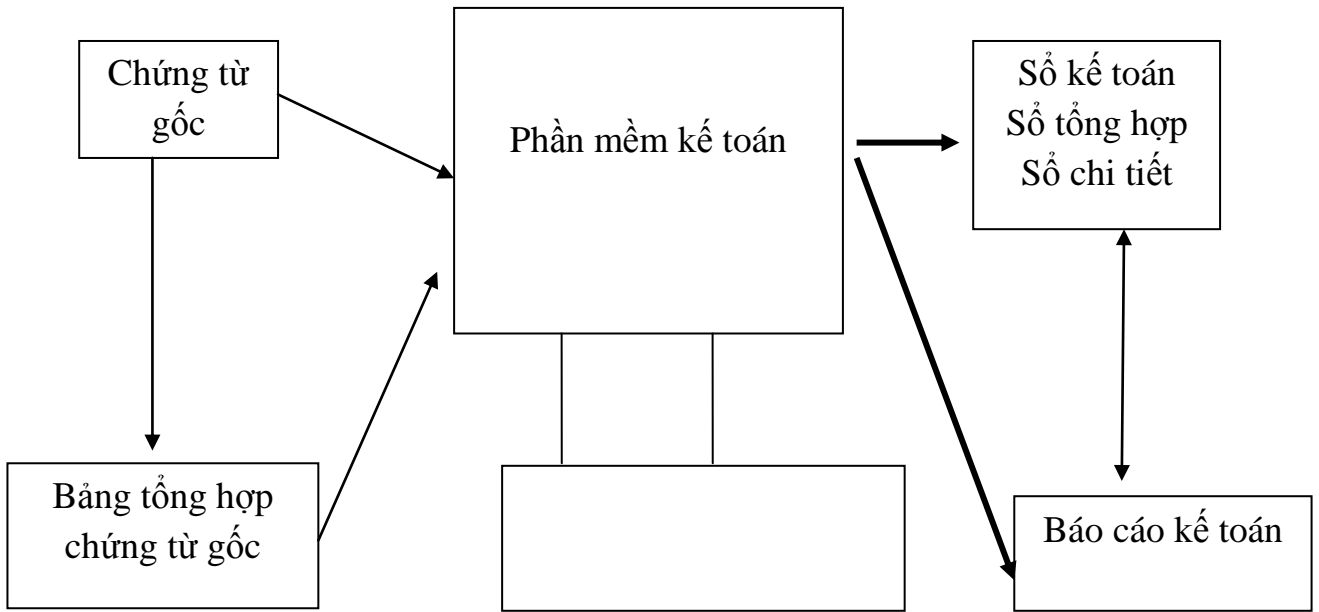 Chứng từ
gốc
Phần mềm kế toán
Sổ kế toán
Sổ tổng hợp
Sổ chi tiết
Bảng tổng hợp
chứng từ gốc
Báo cáo kế toán